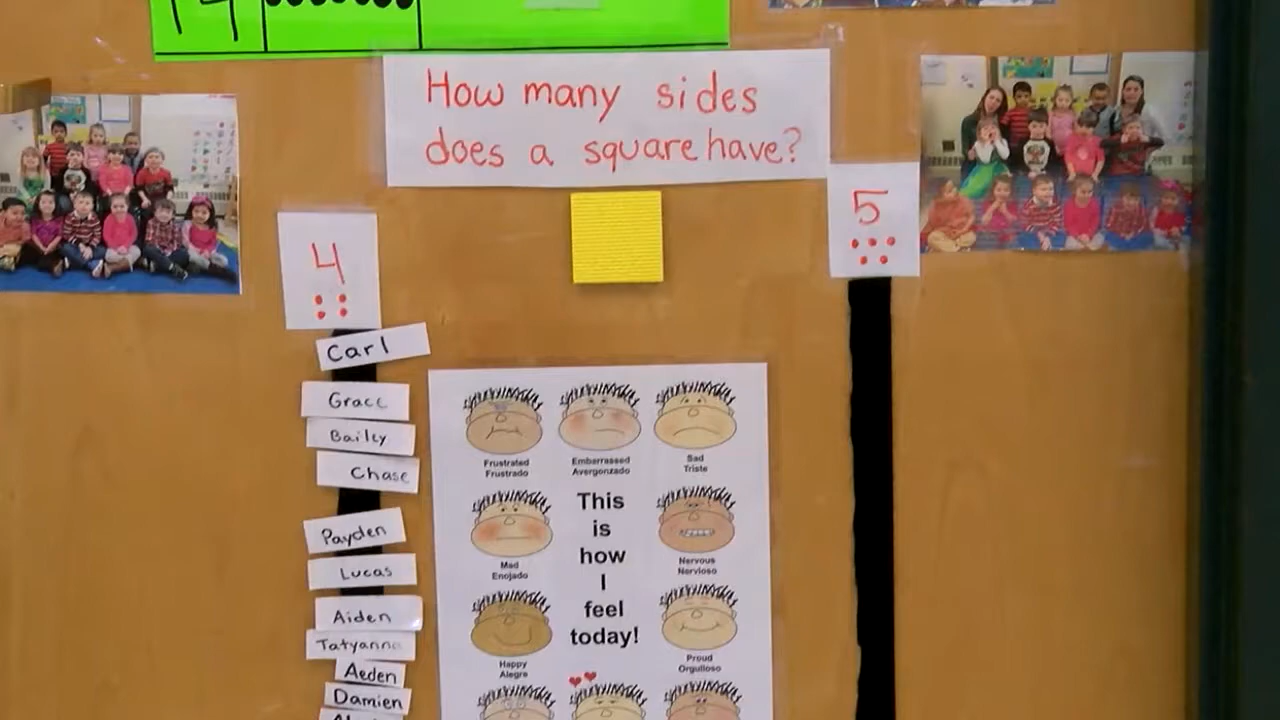 14
How many sides
does a square have?
4
5
Carl
Grace
Bailey
Chase
Payden
Lucas
Aiden
Tatyanna
Aeden
Damien
Frustrated
Frustrado
Embarrassed
Avergonzado
Sad
Triste
This
is
how
I
feel
today!
Mad
Enojado
Nervous
Nervioso
Happy
Alegre
Proud
Orgulloso